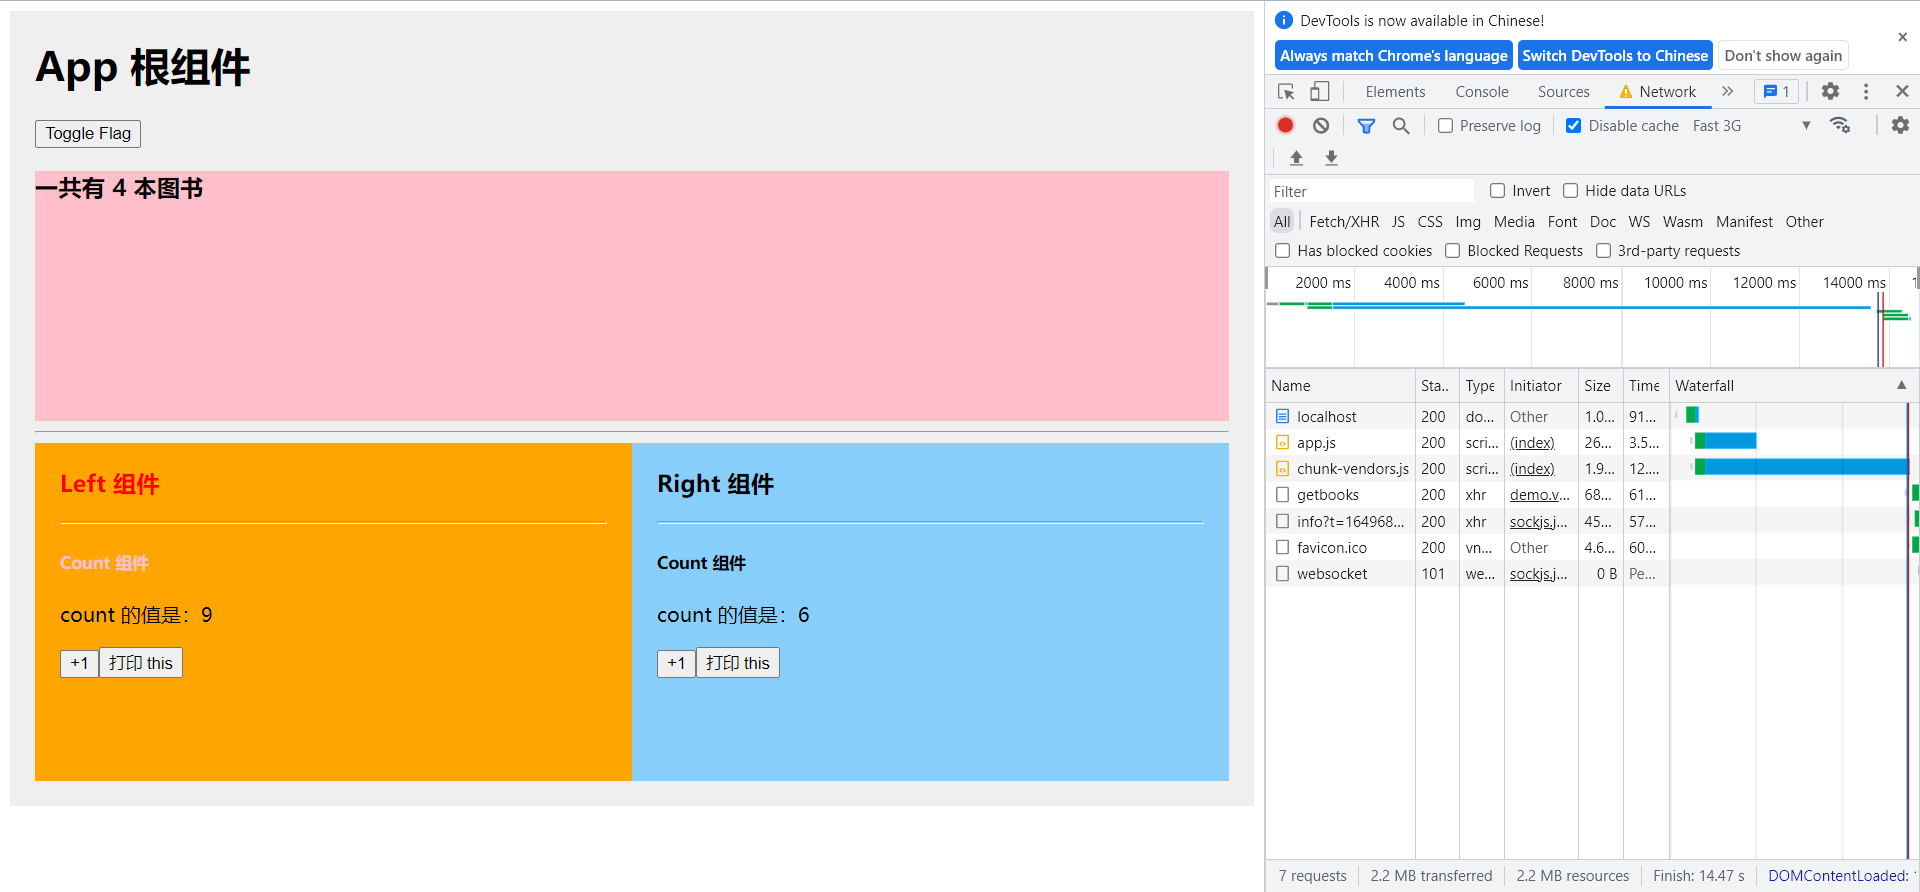 App 根组件
Toggle Flag
一共有 4 本图书
Left 组件
Count 组件
count 的值是：9
+1 打印 this
Right 组件
Count 组件
count 的值是：6
+1 打印 this
DevTools is now available in Chinese!
Always match Chrome's language Switch DevTools to Chinese Don't show again
Elements Console Sources Network 1
Preserve log Disable cache Fast 3G
Filter Invert Hide data URLs
All Fetch/XHR JS CSS Img Media Font Doc WS Wasm Manifest Other
Has blocked cookies Blocked Requests 3rd-party requests
2000 ms 4000 ms 6000 ms 8000 ms 10000 ms 12000 ms 14000 ms
Name Sta.. Type Initiator Size Time Waterfall
localhost 200 do... Other 1.0... 91...
app.js 200 scri... (index) 26... 3.5...
chunk-vendors.js 200 scri... (index) 1.9... 12....
getbooks 200 xhr demo.v... 68... 61...
info?t=164968... 200 xhr sockjs.j... 45... 57...
favicon.ico 200 vn... Other 4.6... 60...
websocket 101 we... sockjs.j... 0 B Pe...
7 requests 2.2 MB transferred 2.2 MB resources Finish: 14.47 s DOMContentLoaded: